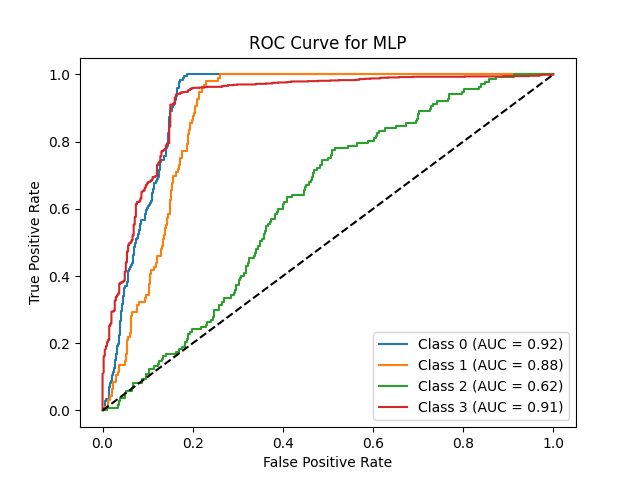 ROC Curve for MLP
True Positive Rate
1.0
0.8
0.6
0.4
0.2
0.0
Class 0 (AUC = 0.92)
Class 1 (AUC = 0.88)
Class 2 (AUC = 0.62)
Class 3 (AUC = 0.91)
0.0 0.2 0.4 0.6 0.8 1.0
False Positive Rate